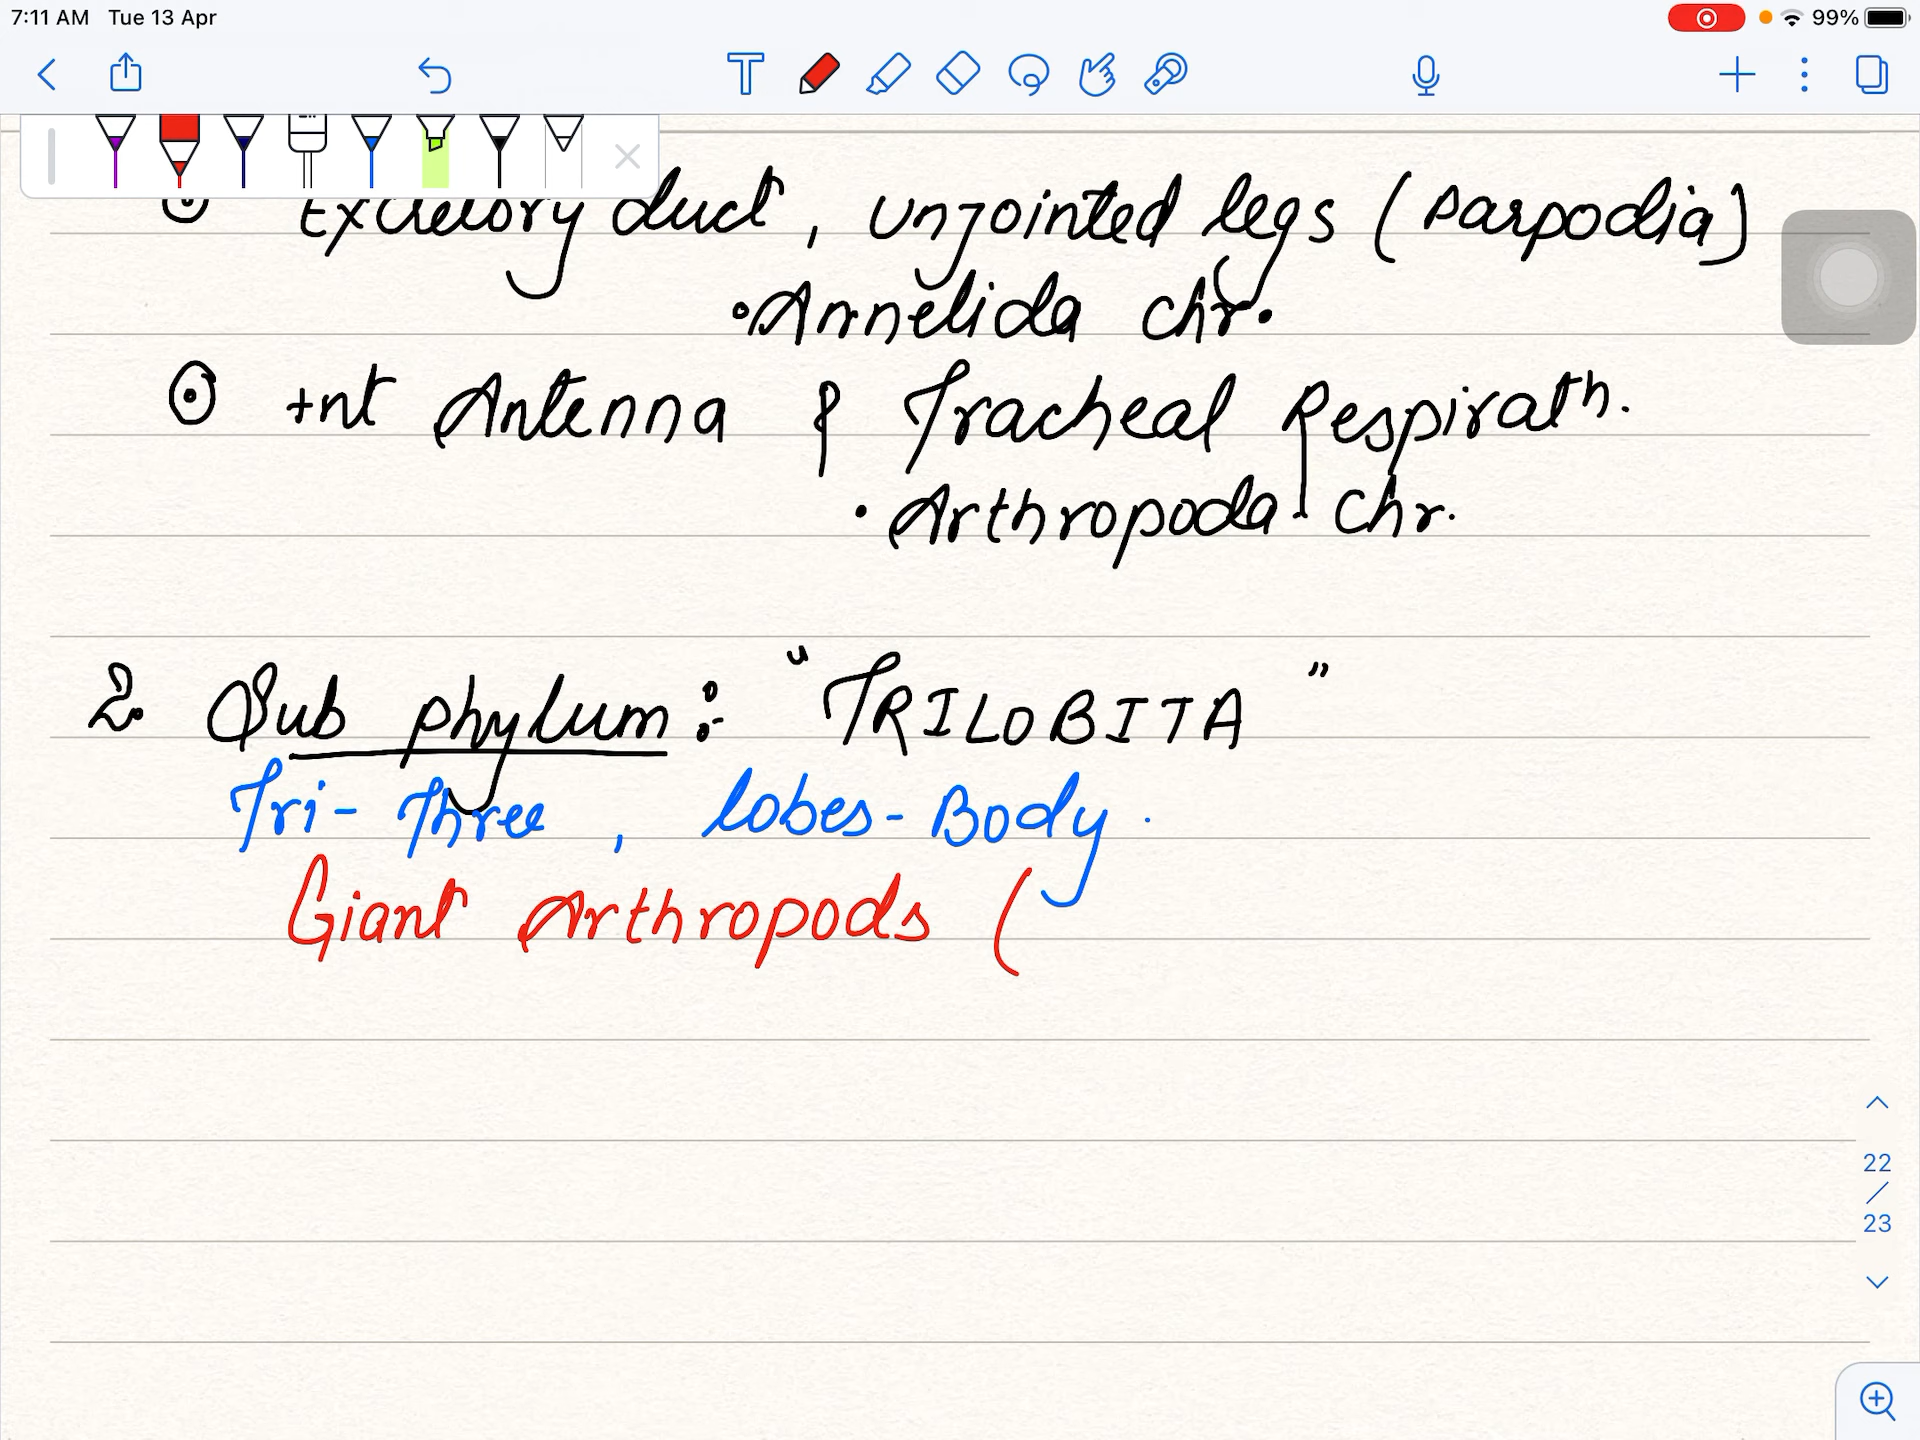 7:11 AM Tue 13 Apr
99%
Excretory duct, unjointed legs (parpodia)
• Annelida chr.
⊙ +nt Antenna & Tracheal Respirath.
• Arthropoda chr.
2. Sub phylum :- "TRILOBITA"
Tri - Three , lobes - Body .
Giant Arthropods (
22
/
23